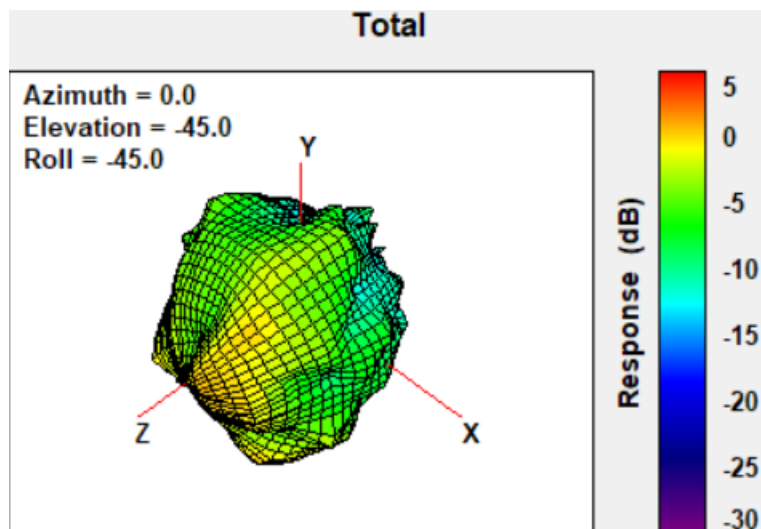 Total
Azimuth = 0.0
Elevation = -45.0
Roll = -45.0
Y
Z
X
Response (dB)
5
0
-5
-10
-15
-20
-25
-30